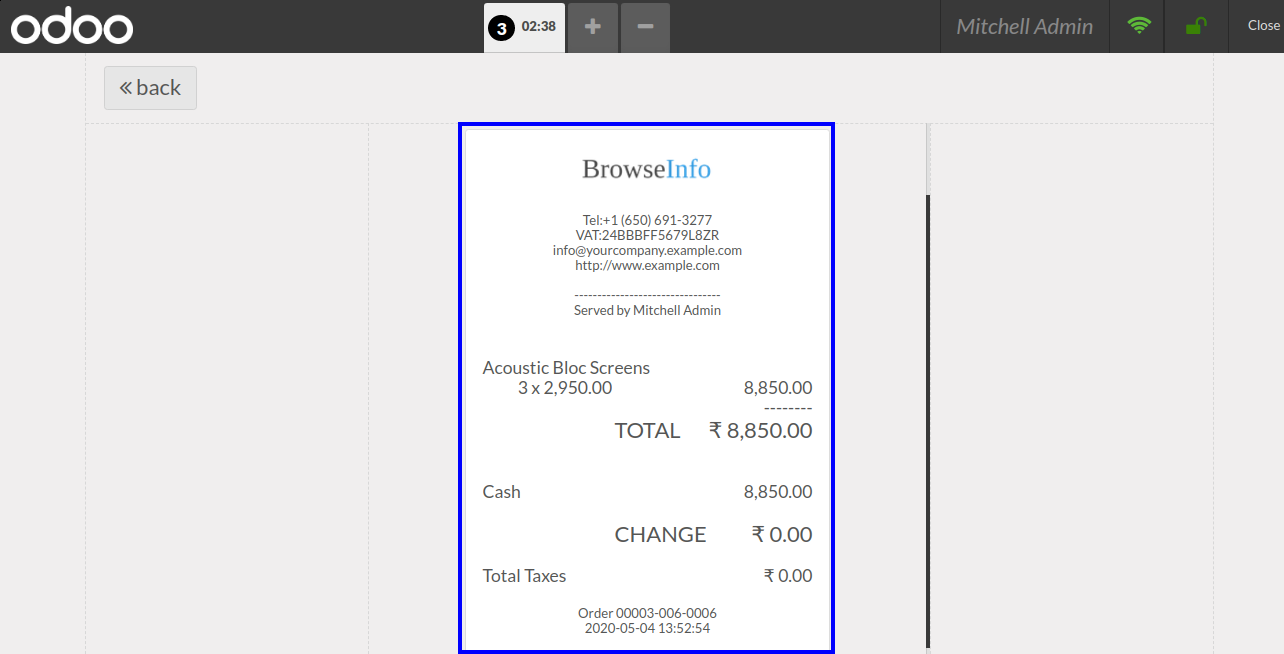 odoo
3 02:38 + −
Mitchell Admin
Close
« back
BrowseInfo
Tel:+1 (650) 691-3277
VAT:24BBBFF5679L8ZR
info@yourcompany.example.com
http://www.example.com
--------------------------------
Served by Mitchell Admin
Acoustic Bloc Screens
3 x 2,950.00 8,850.00
--------
TOTAL ₹ 8,850.00
Cash 8,850.00
CHANGE ₹ 0.00
Total Taxes ₹ 0.00
Order 00003-006-0006
2020-05-04 13:52:54